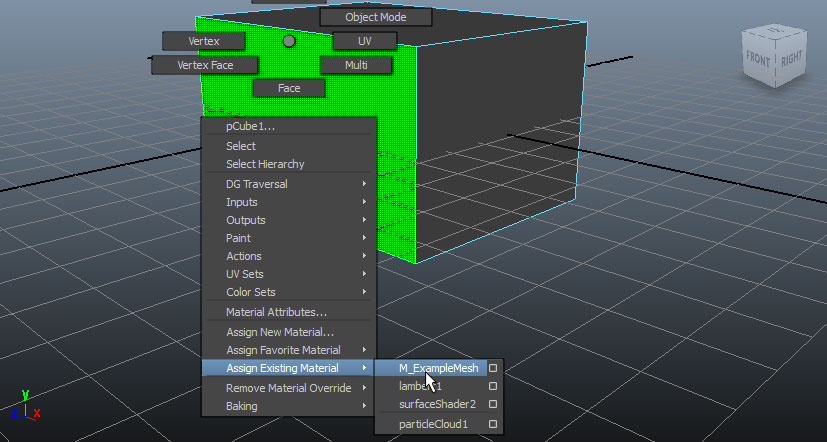 Object Mode
Vertex
UV
Vertex Face
Multi
Face
FRONT
RIGHT
pCube1...
Select
Select Hierarchy
DG Traversal
Inputs
Outputs
Paint
Actions
UV Sets
Color Sets
Material Attributes...
Assign New Material...
Assign Favorite Material
Assign Existing Material
Remove Material Override
Baking
M_ExampleMesh
surfaceShader2
particleCloud1
y
z x